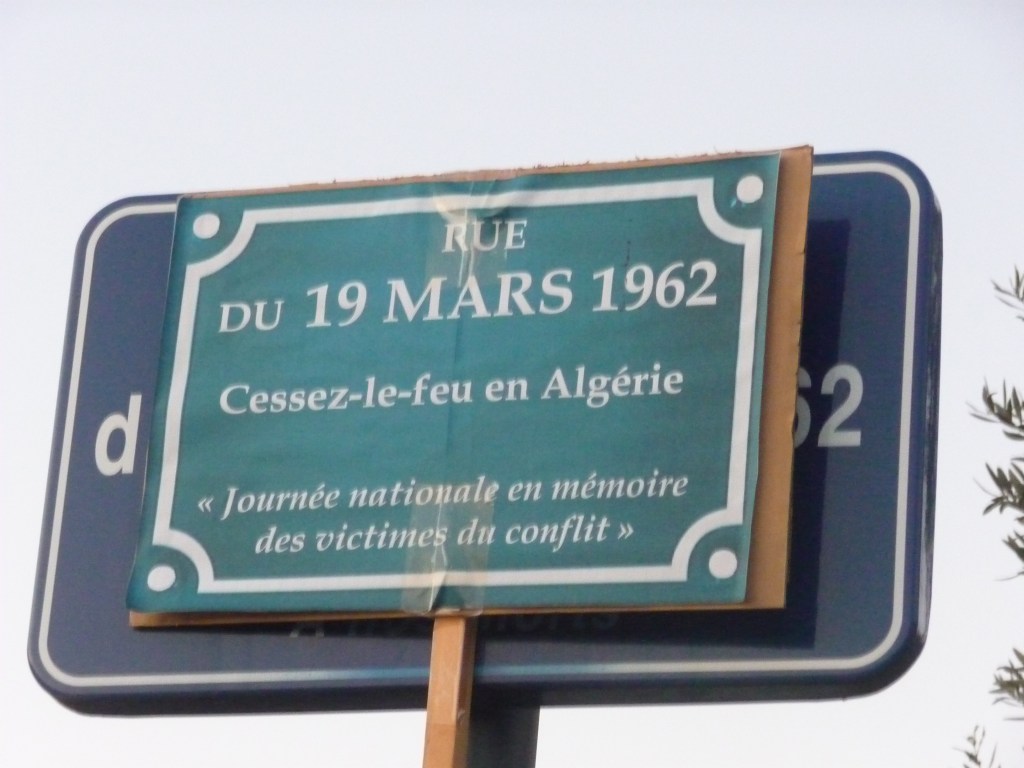 RUE
DU 19 MARS 1962
Cessez-le-feu en Algérie
« Journée nationale en mémoire
des victimes du conflit »
d
62